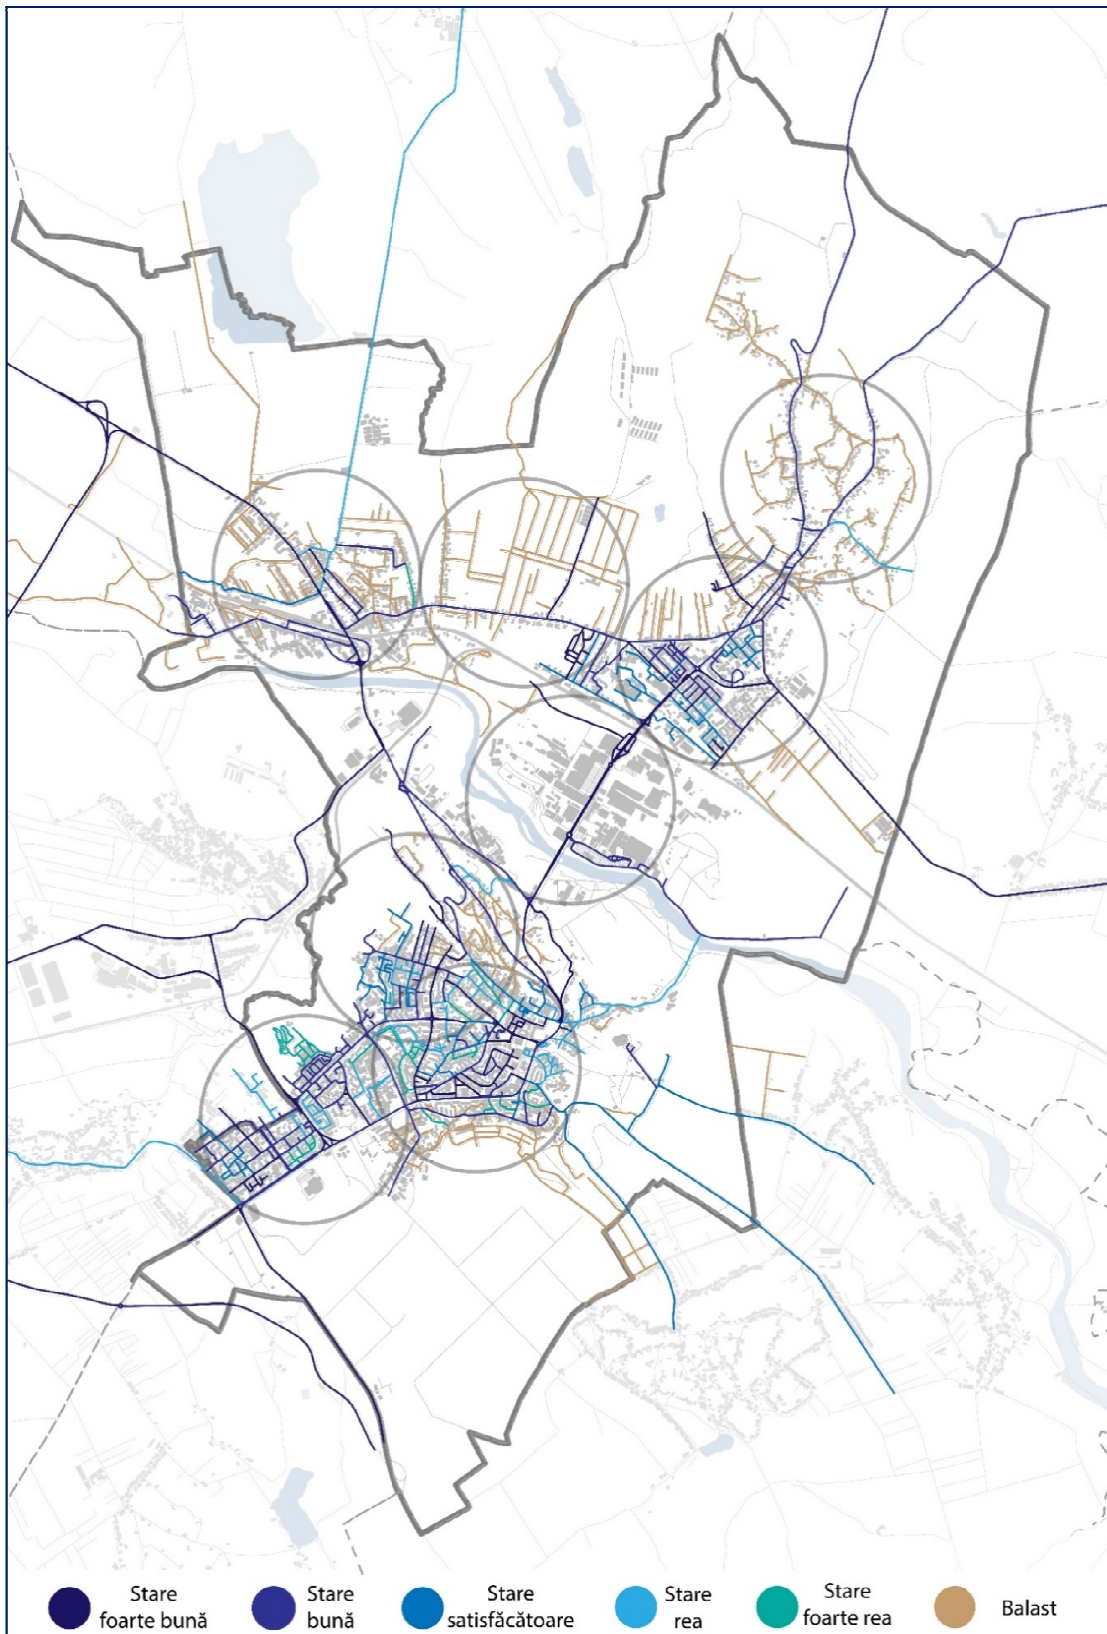 Stare
foarte bună
Stare
bună
Stare
satisfăcătoare
Stare
rea
Stare
foarte rea
Balast